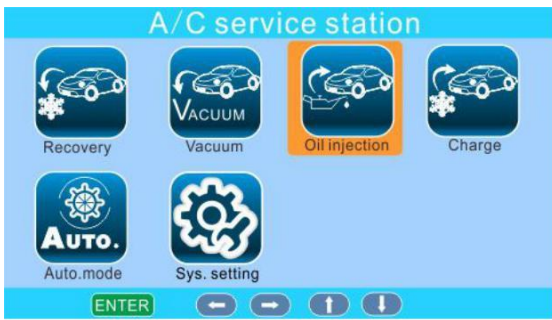 A/C service station
VACUUM
Recovery
Vacuum
Oil injection
Charge
AUTO.
Auto.mode
Sys. setting
ENTER